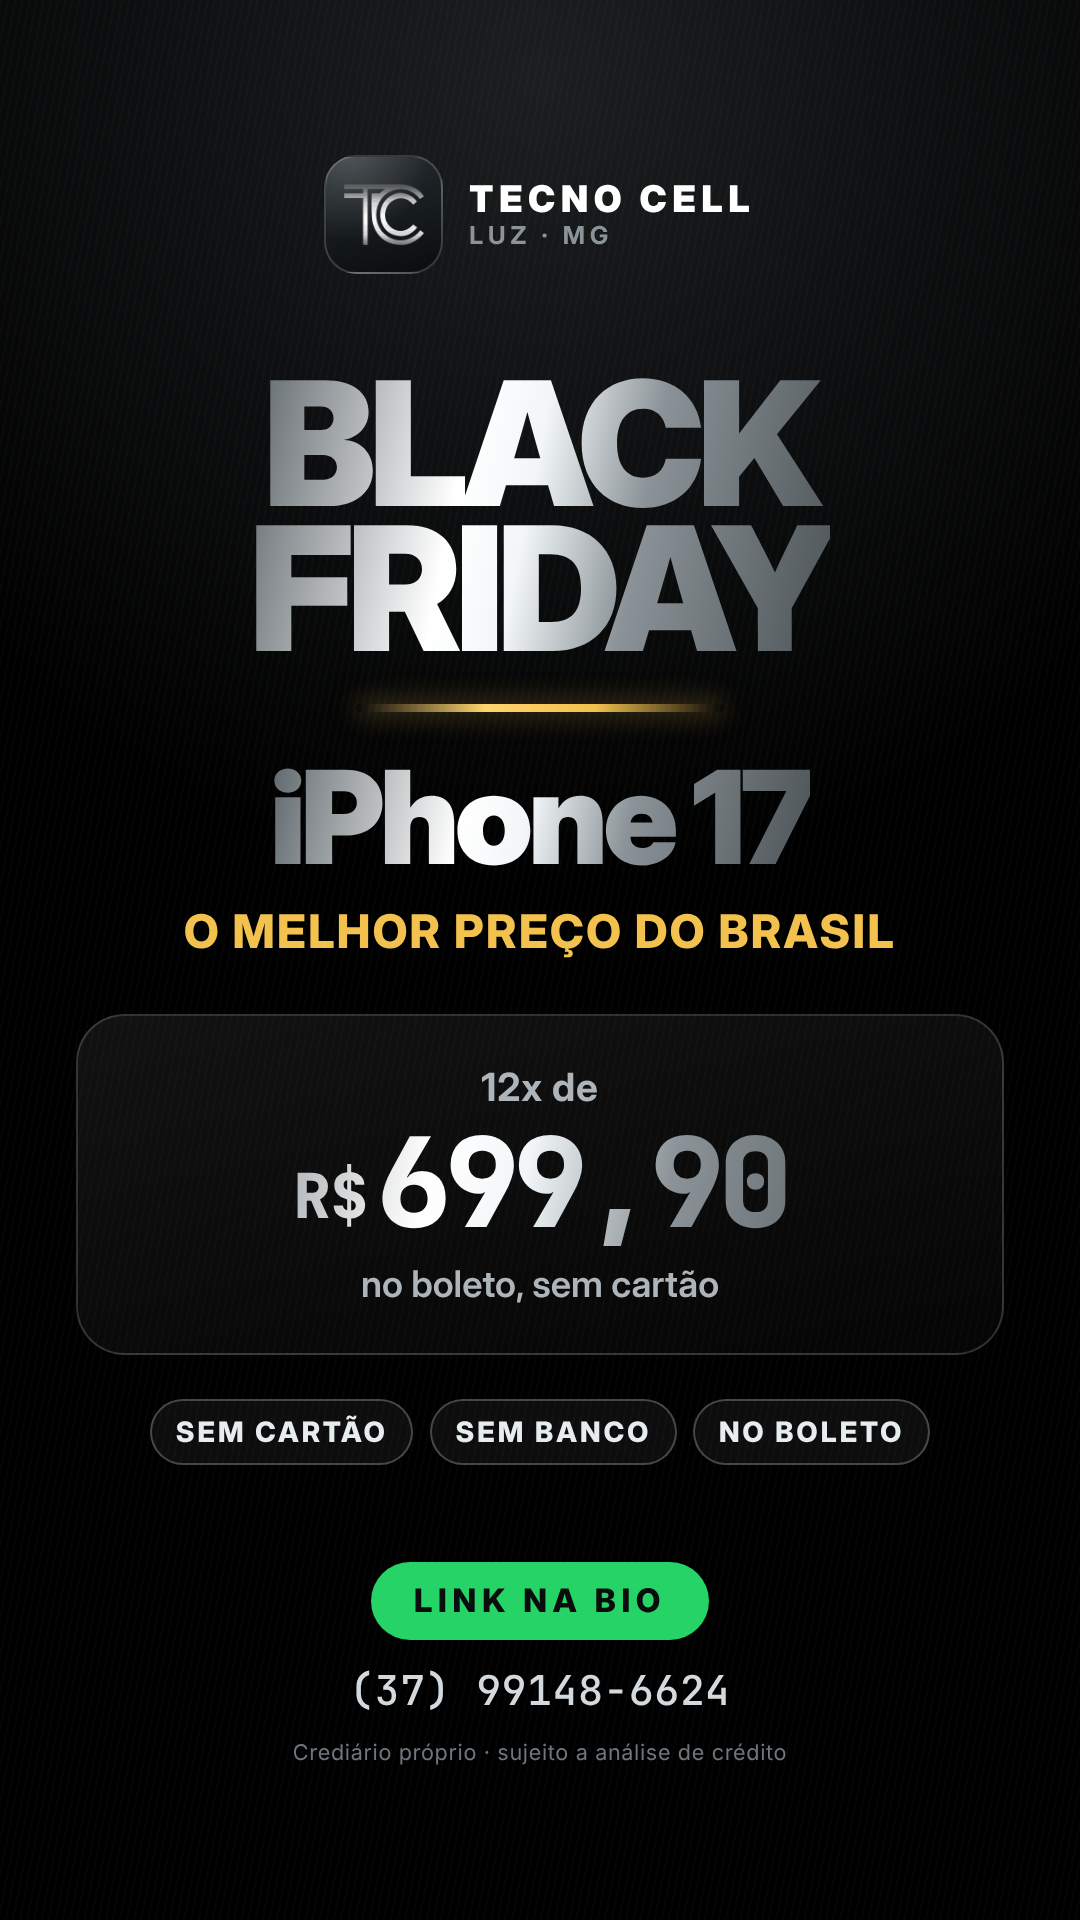 TC
TECNO CELL
LUZ · MG
BLACK
FRIDAY
iPhone 17
O MELHOR PREÇO DO BRASIL
12x de
R$ 699,90
no boleto, sem cartão
SEM CARTÃO SEM BANCO NO BOLETO
LINK NA BIO
(37) 99148-6624
Crediário próprio · sujeito a análise de crédito